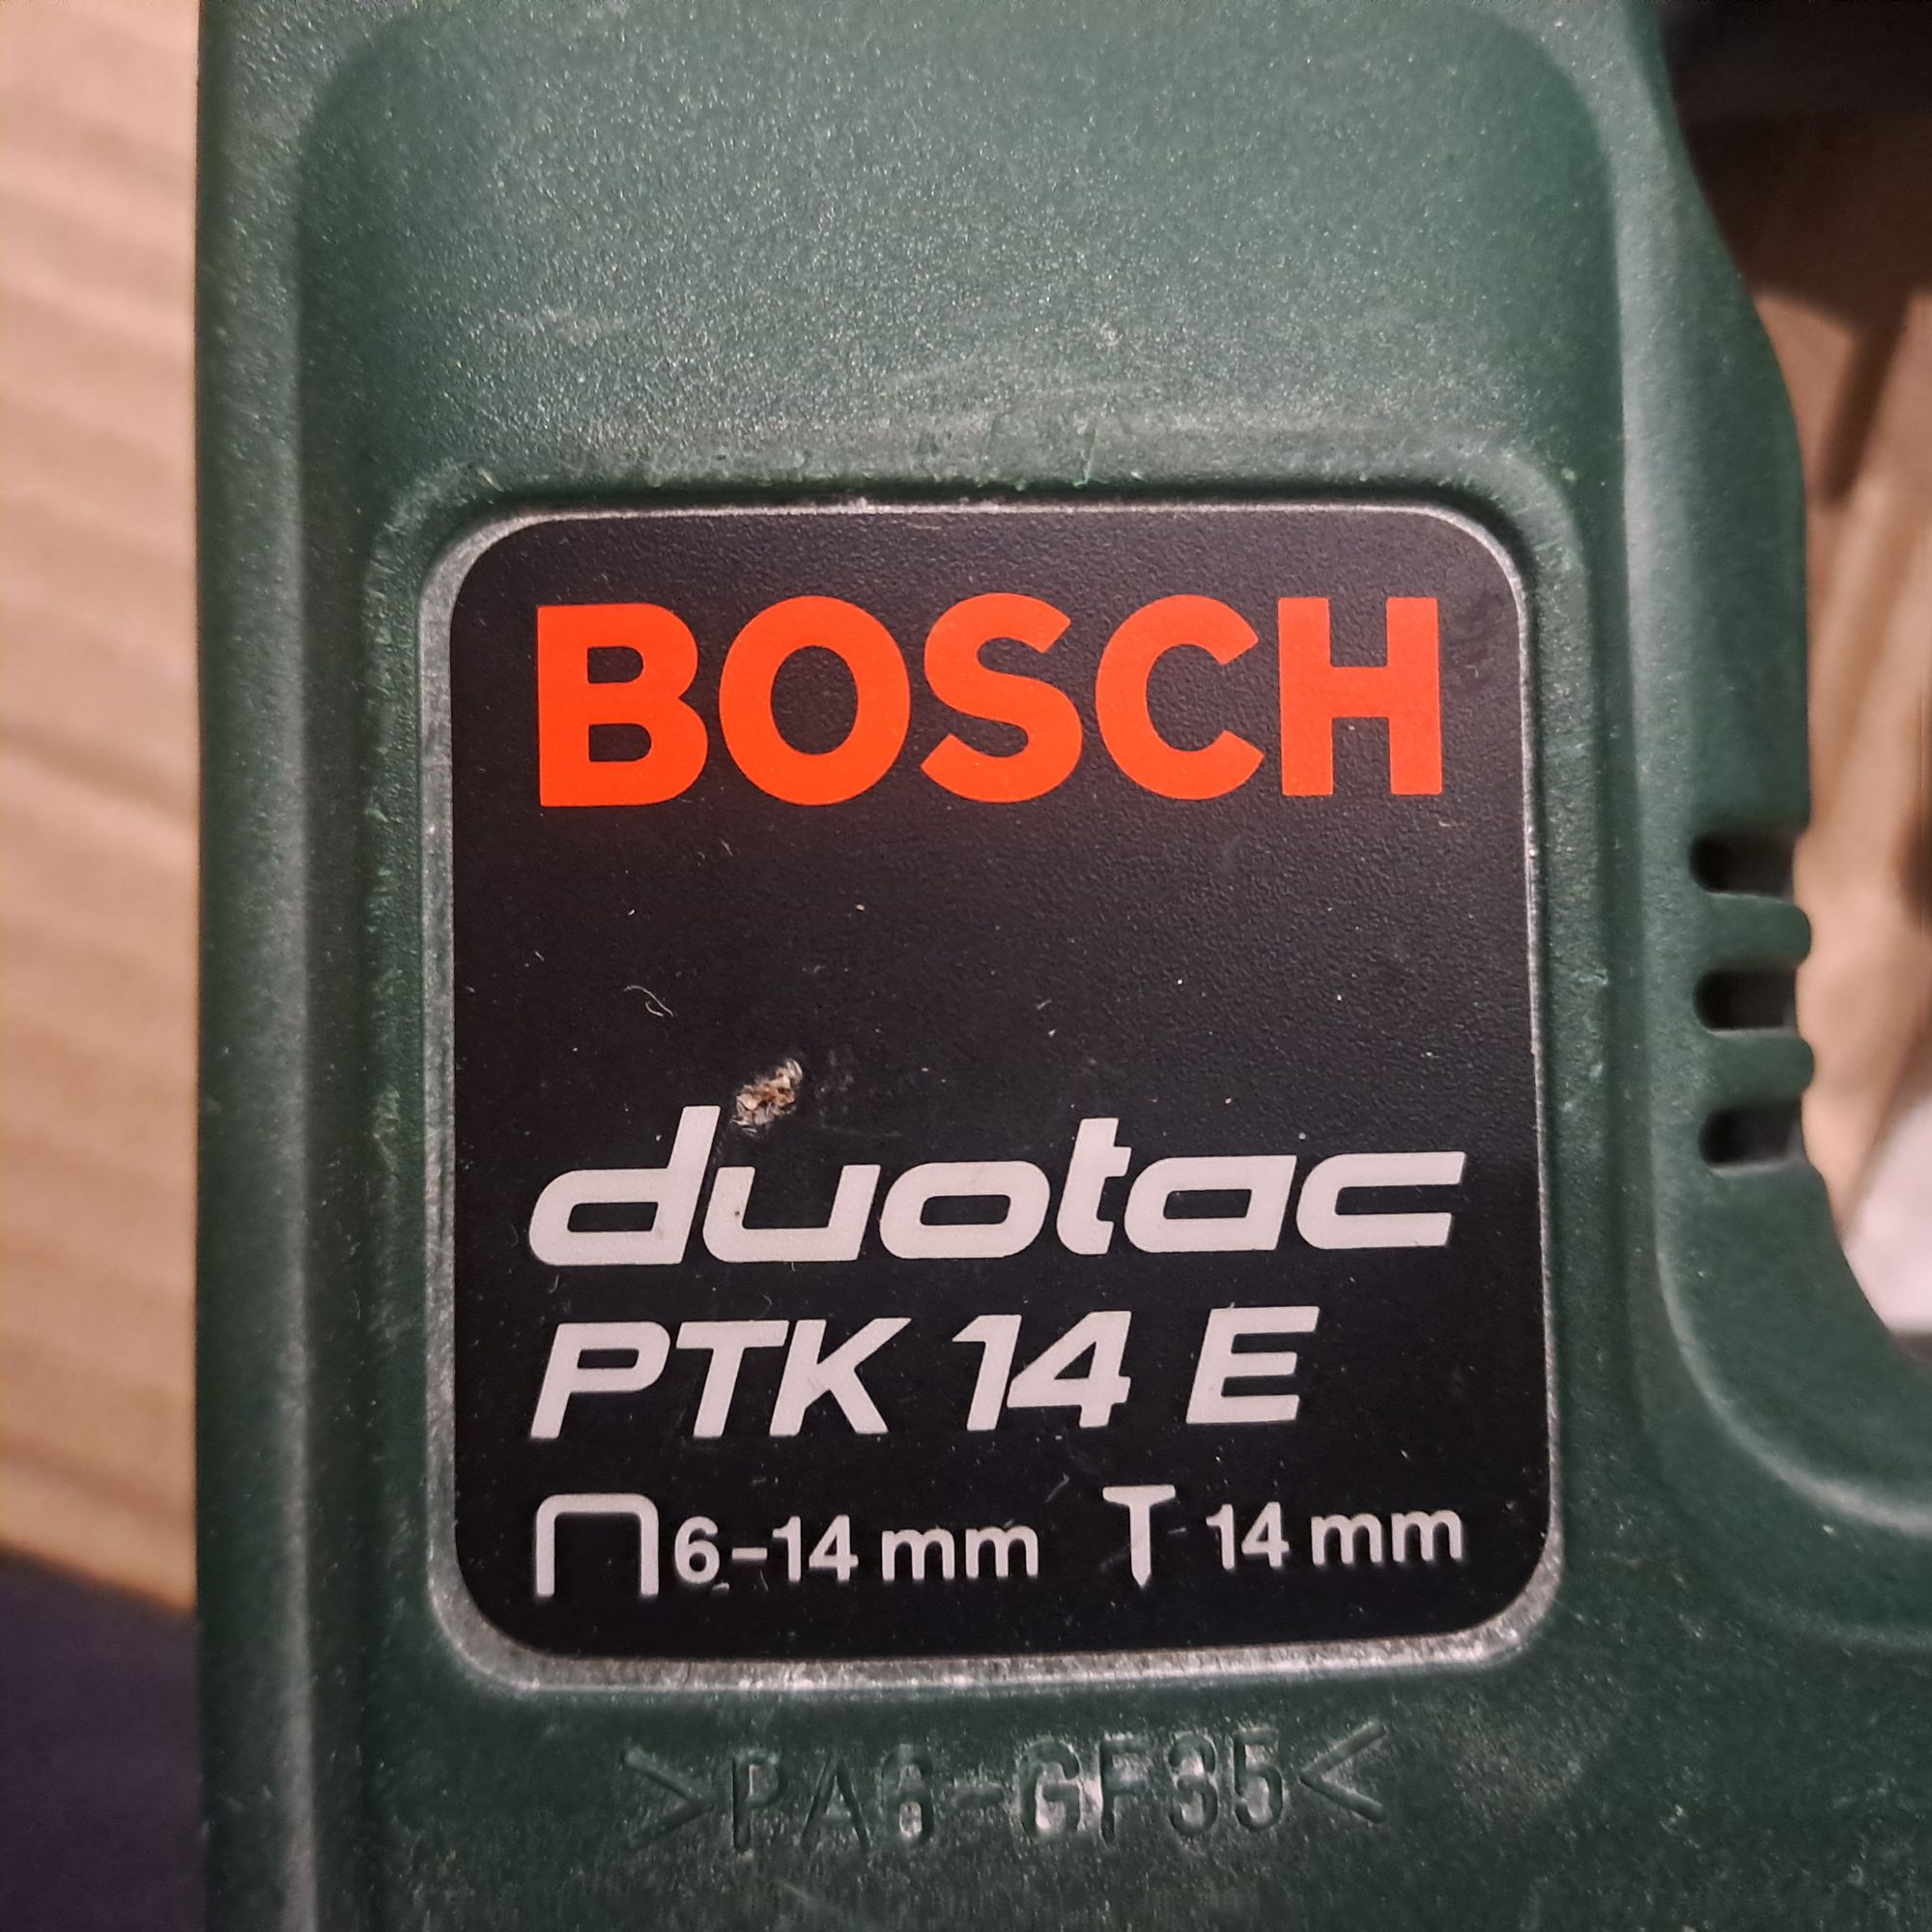 BOSCH
duotac
PTK 14 E
6-14 mm 14 mm
>PA6-GF35<